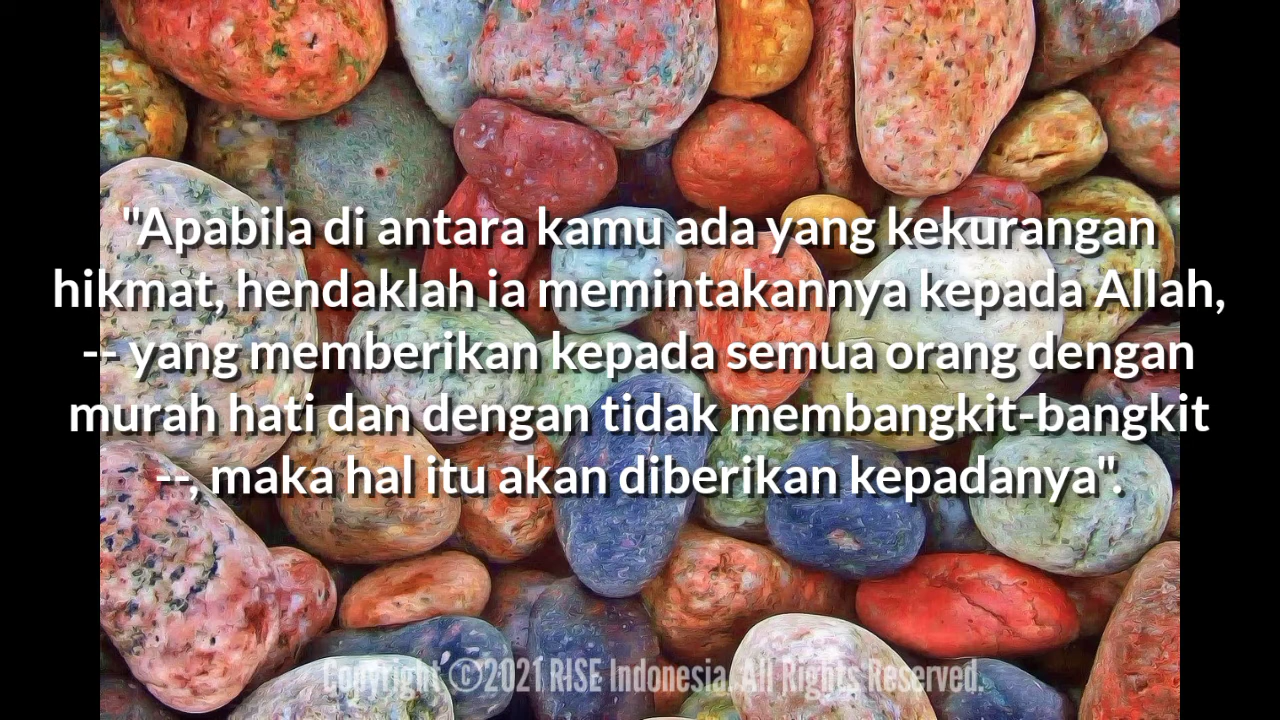 "Apabila di antara kamu ada yang kekurangan
hikmat, hendaklah ia memintakannya kepada Allah,
-- yang memberikan kepada semua orang dengan
murah hati dan dengan tidak membangkit-bangkit
--, maka hal itu akan diberikan kepadanya".
Copyright ©2021 RISE Indonesia. All Rights Reserved.